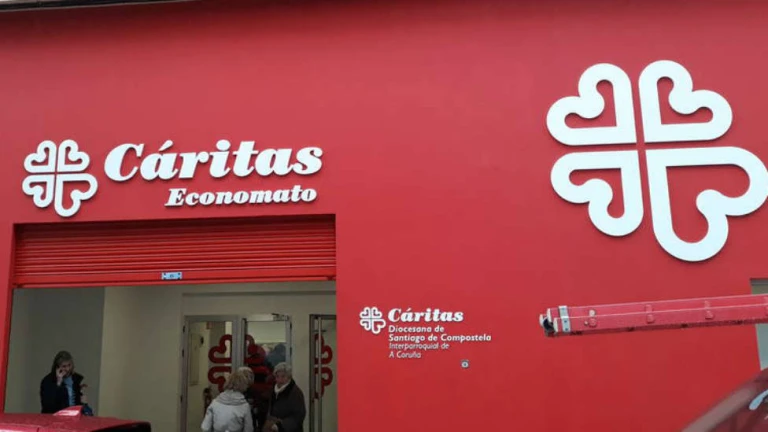 Cáritas
Economato
Cáritas
Diocesana de
Santiago de Compostela
Interparroquial de
A Coruña